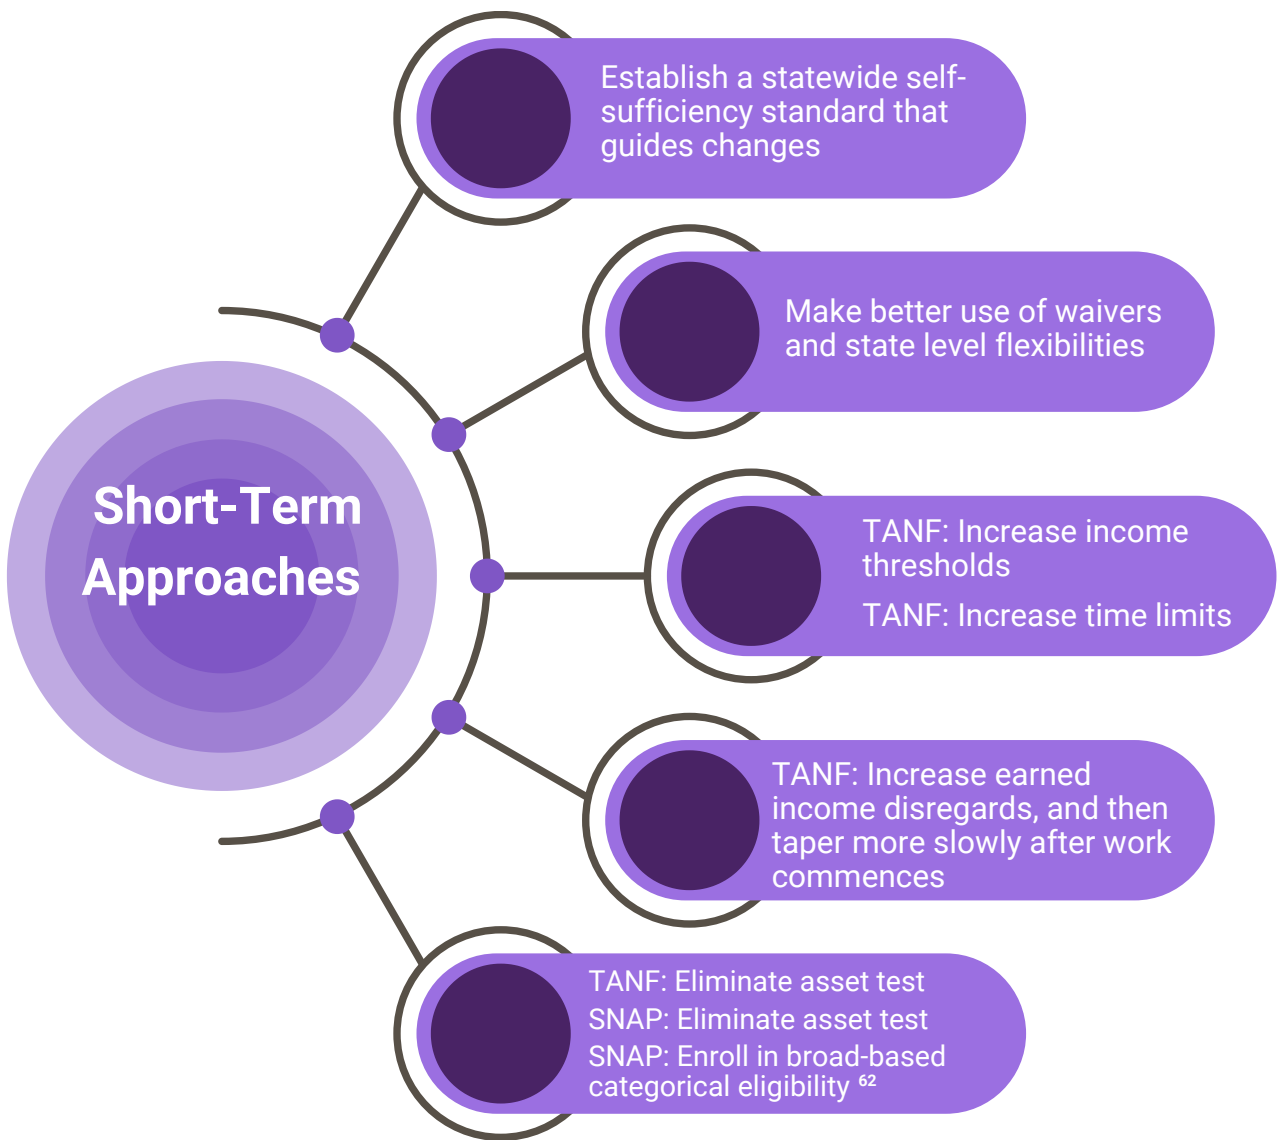 Short-Term
Approaches
Establish a statewide self-
sufficiency standard that
guides changes
Make better use of waivers
and state level flexibilities
TANF: Increase income
thresholds
TANF: Increase time limits
TANF: Increase earned
income disregards, and then
taper more slowly after work
commences
TANF: Eliminate asset test
SNAP: Eliminate asset test
SNAP: Enroll in broad-based
categorical eligibility 62